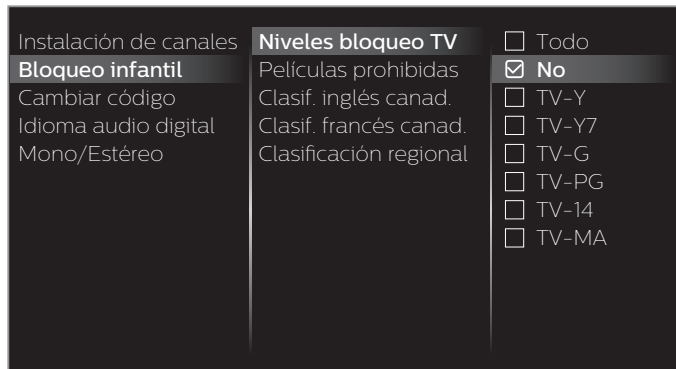 Instalación de canales
Bloqueo infantil
Cambiar código
Idioma audio digital
Mono/Estéreo
Niveles bloqueo TV
Películas prohibidas
Clasif. inglés canad.
Clasif. francés canad.
Clasificación regional
Todo
No
TV-Y
TV-Y7
TV-G
TV-PG
TV-14
TV-MA